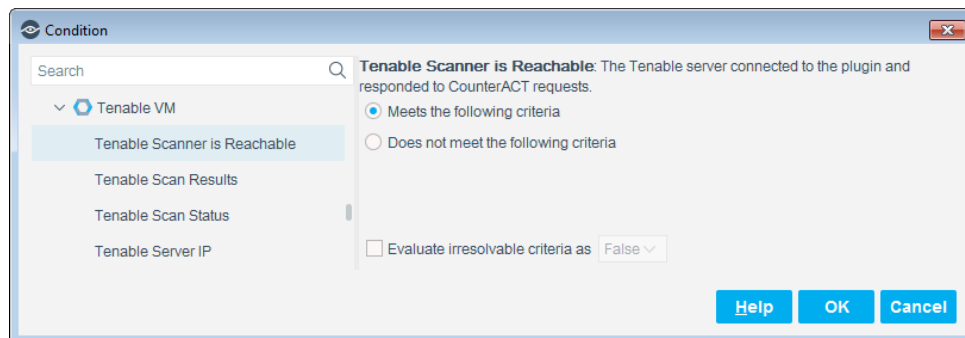 Condition
Search
Tenable VM
Tenable Scanner is Reachable
Tenable Scan Results
Tenable Scan Status
Tenable Server IP
Tenable Scanner is Reachable: The Tenable server connected to the plugin and
responded to CounterACT requests.
Meets the following criteria
Does not meet the following criteria
Evaluate irresolvable criteria as False
Help OK Cancel